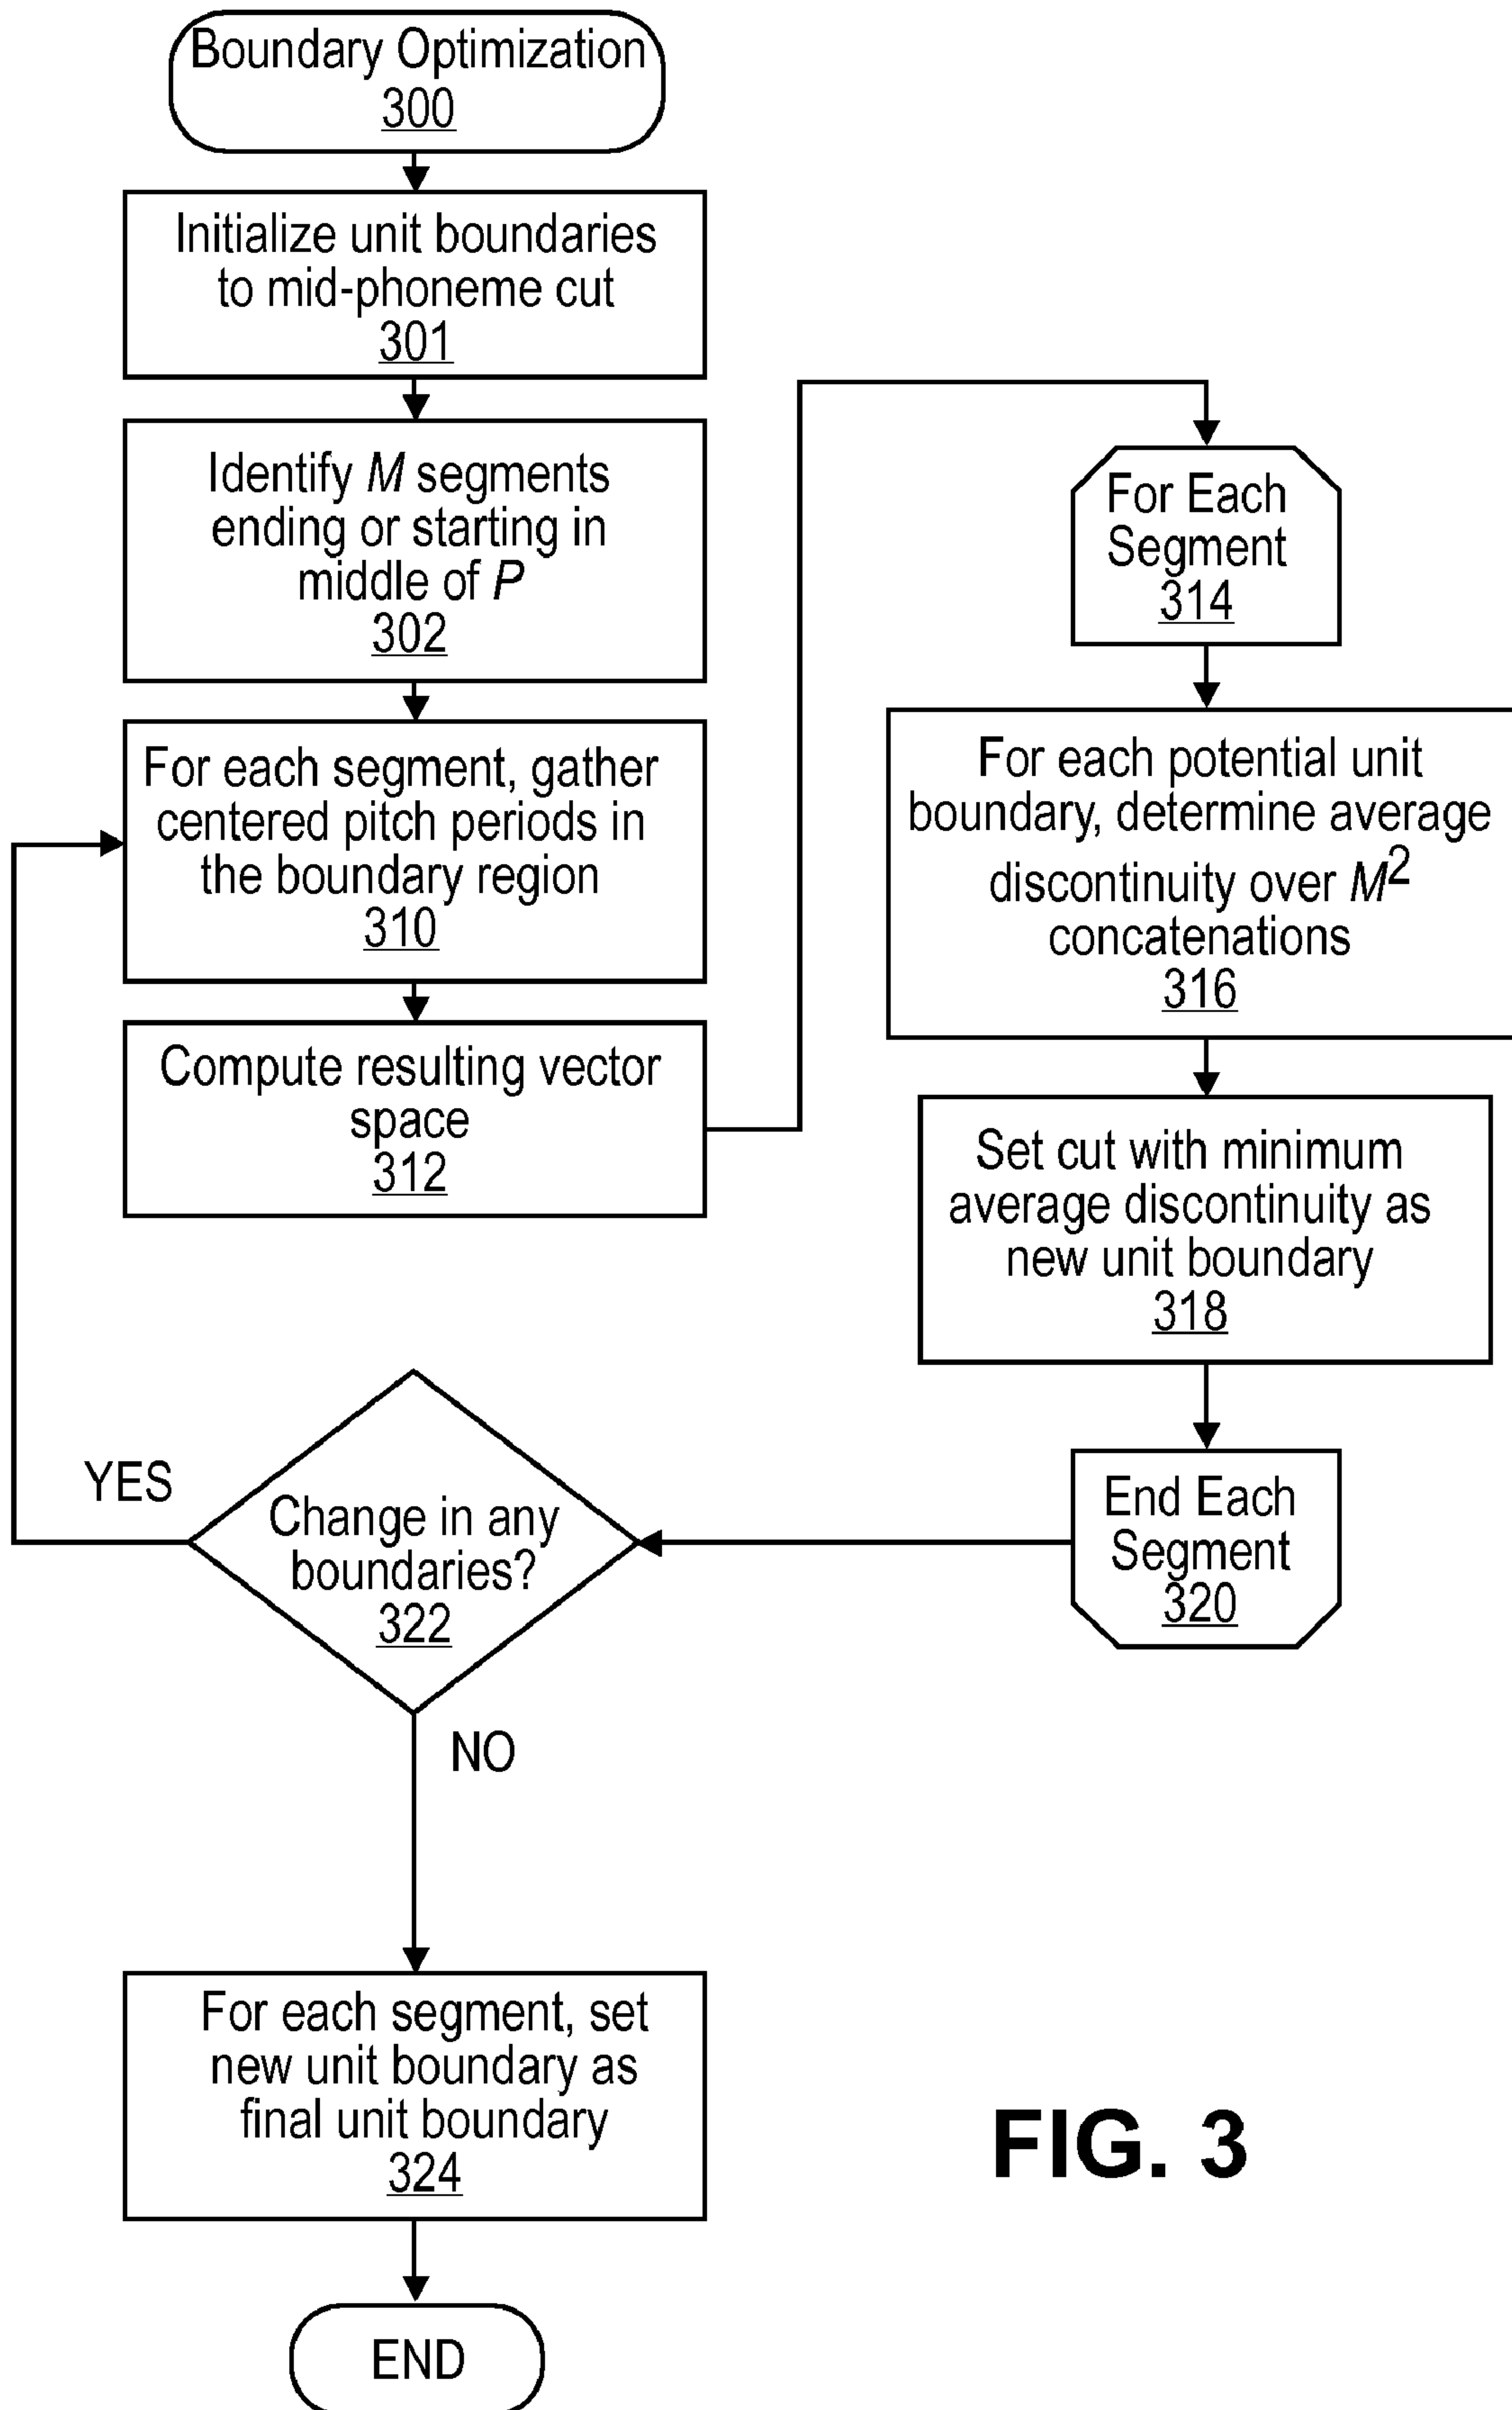 Boundary Optimization
300
Initialize unit boundaries
to mid-phoneme cut
301
Identify M segments
ending or starting in
middle of P
302
For each segment, gather
centered pitch periods in
the boundary region
310
Compute resulting vector
space
312
For Each
Segment
314
For each potential unit
boundary, determine average
discontinuity over M²
concatenations
316
Set cut with minimum
average discontinuity as
new unit boundary
318
End Each
Segment
320
Change in any
boundaries?
322
YES
NO
For each segment, set
new unit boundary as
final unit boundary
324
END
FIG. 3